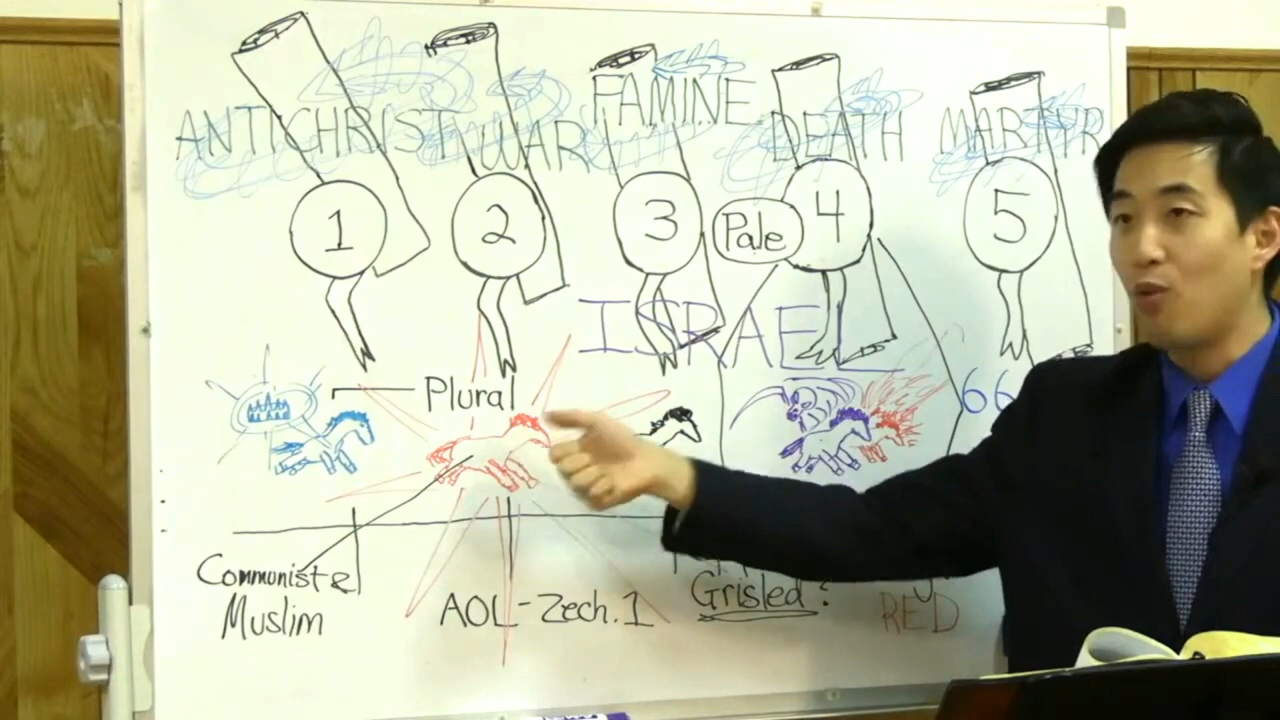 ANTICHRIST WAR FAMINE DEATH MARTYR
1 2 3 Pale 4 5
ISRAEL
Plural
66
Communist &
Muslim
AOL-Zech.1
Grisled?
RED